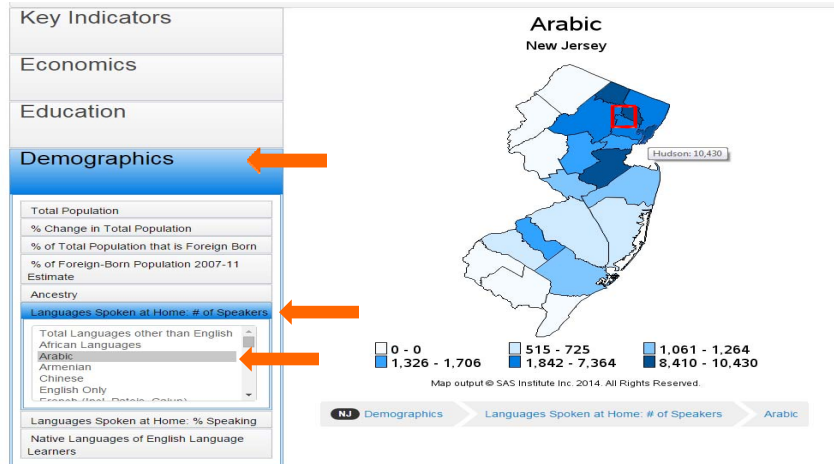 Key Indicators
Economics
Education
Demographics
Total Population
% Change in Total Population
% of Total Population that is Foreign Born
% of Foreign-Born Population 2007-11
Estimate
Ancestry
Languages Spoken at Home: # of Speakers
Total Languages other than English
African Languages
Arabic
Armenian
Chinese
English Only
French (Incl. Patois, Cajun)
Languages Spoken at Home: % Speaking
Native Languages of English Language
Learners
Arabic
New Jersey
Hudson: 10,430
0 - 0 515 - 725 1,061 - 1,264
1,326 - 1,706 1,842 - 7,364 8,410 - 10,430
Map output © SAS Institute Inc. 2014. All Rights Reserved.
NJ Demographics Languages Spoken at Home: # of Speakers Arabic